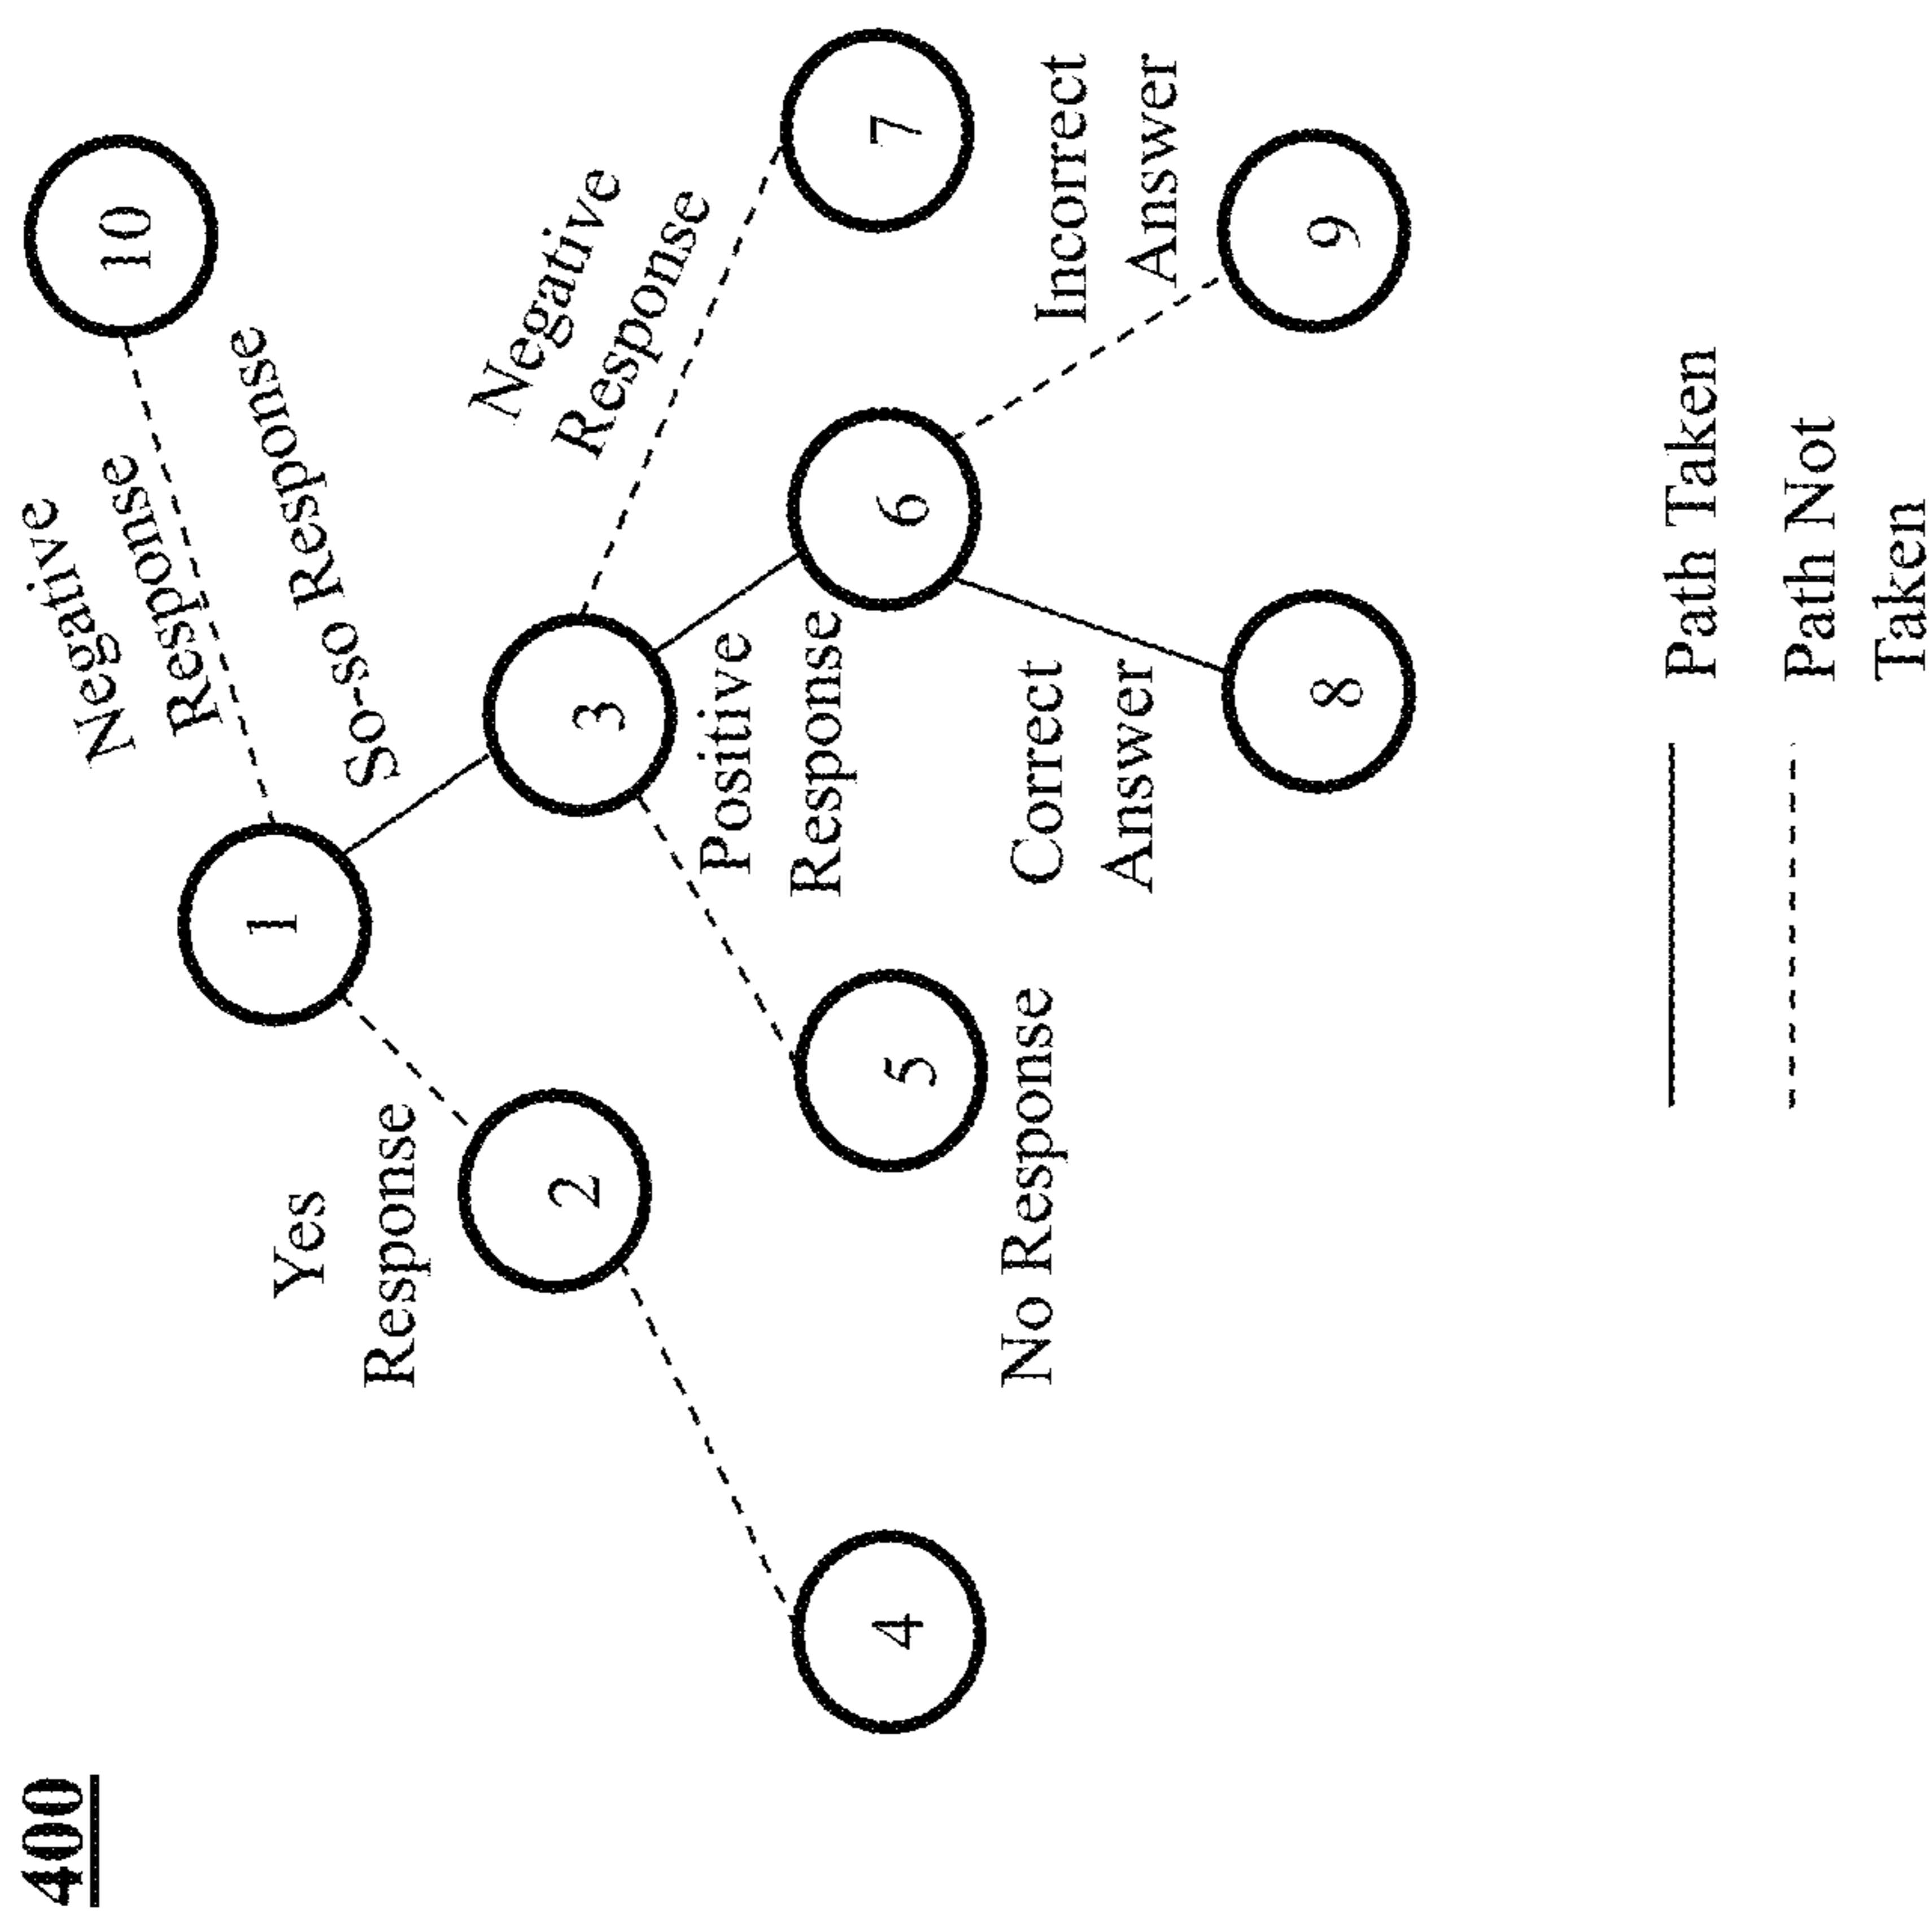 400
10
Negative
Response
So-so Response
1
Yes
Response
2
3
Negative
Response
Positive
Response
4
5
6
7
No Response
Correct
Answer
Incorrect
Answer
8
9
Path Taken
Path Not
Taken